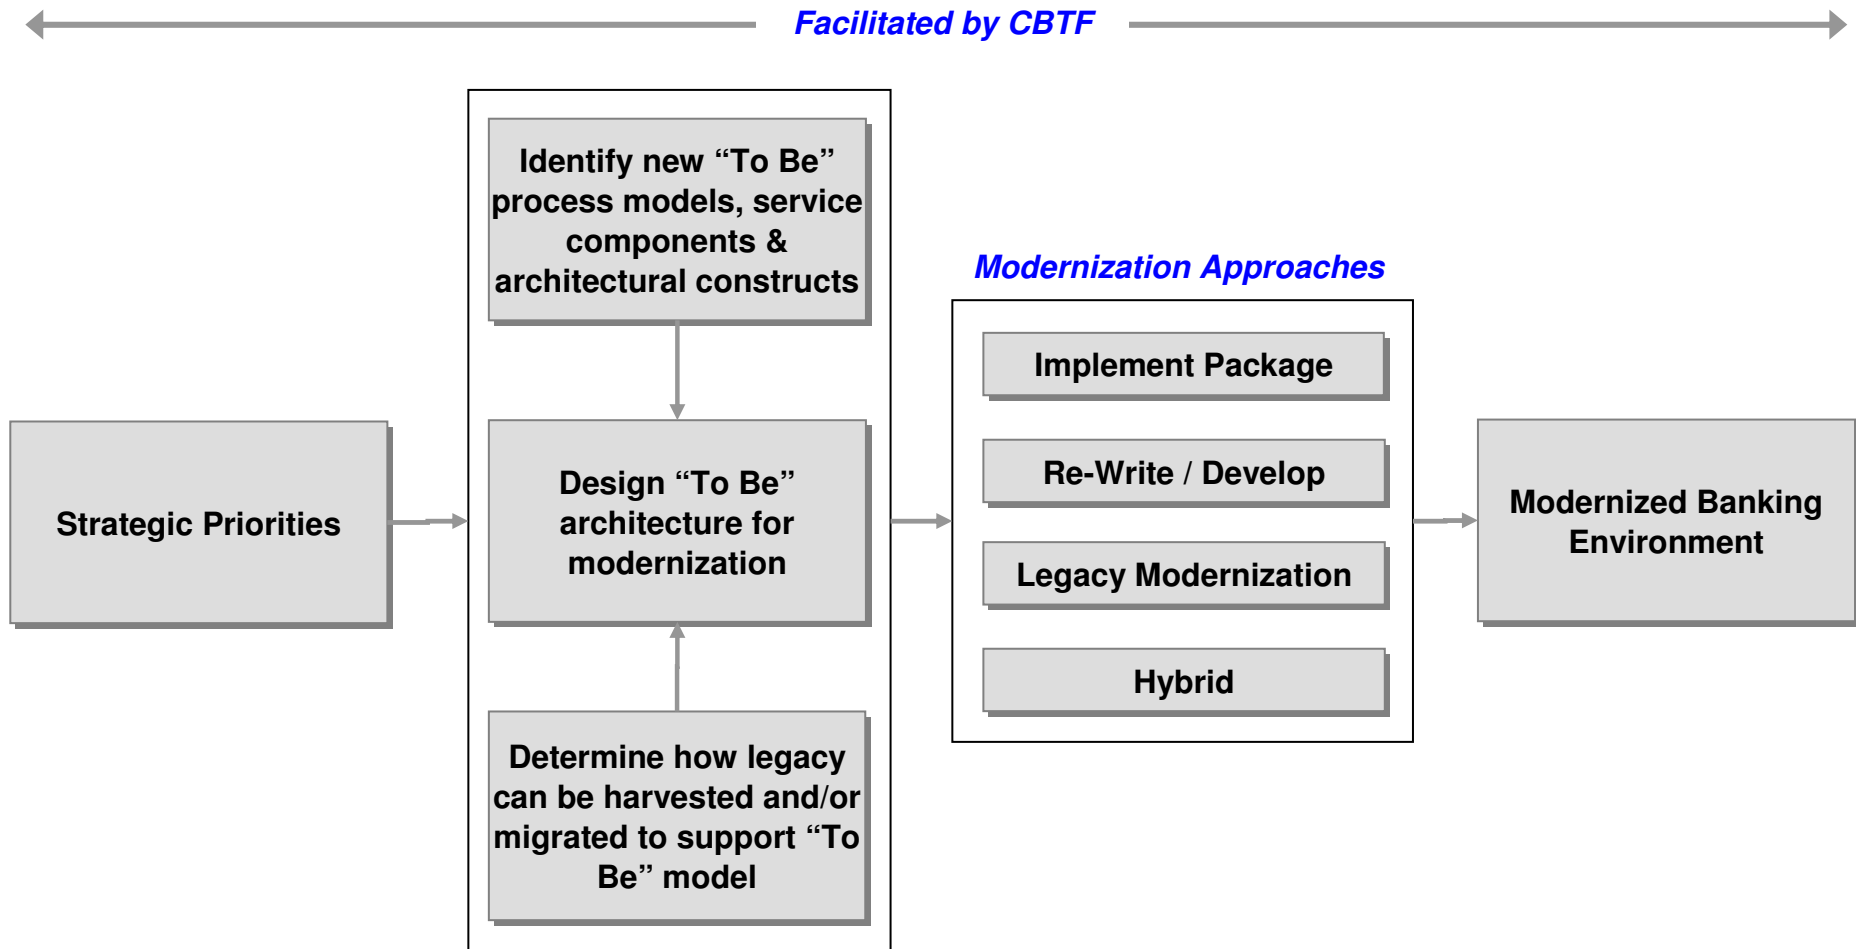 Facilitated by CBTF
Identify new “To Be”
process models, service
components &
architectural constructs
Modernization Approaches
Implement Package
Re-Write / Develop
Legacy Modernization
Hybrid
Strategic Priorities
Design “To Be”
architecture for
modernization
Modernized Banking
Environment
Determine how legacy
can be harvested and/or
migrated to support “To
Be” model